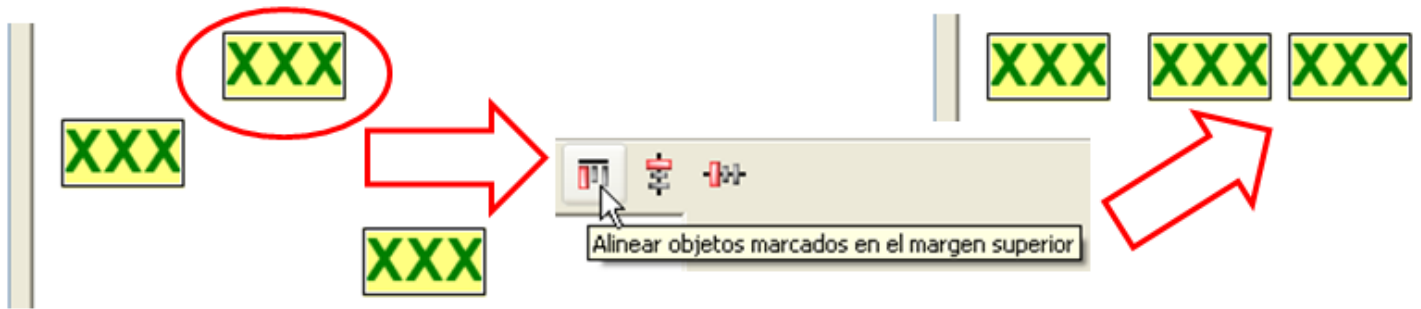 XXX
XXX
XXX
Alinear objetos marcados en el margen superior
XXX XXX XXX